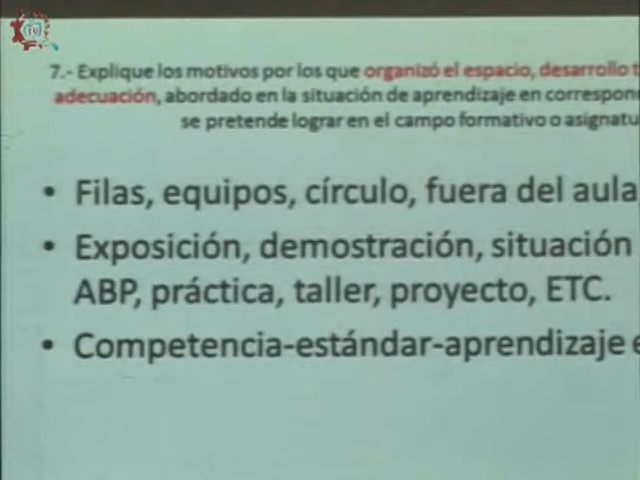 7.- Explique los motivos por los que organizó el espacio, desarrollo
adecuación, abordado en la situación de aprendizaje en
se pretende lograr en el campo formativo o
• Filas, equipos, círculo, fuera del aula
• Exposición, demostración, situación
ABP, práctica, taller, proyecto, ETC.
• Competencia-estándar-aprendizaje